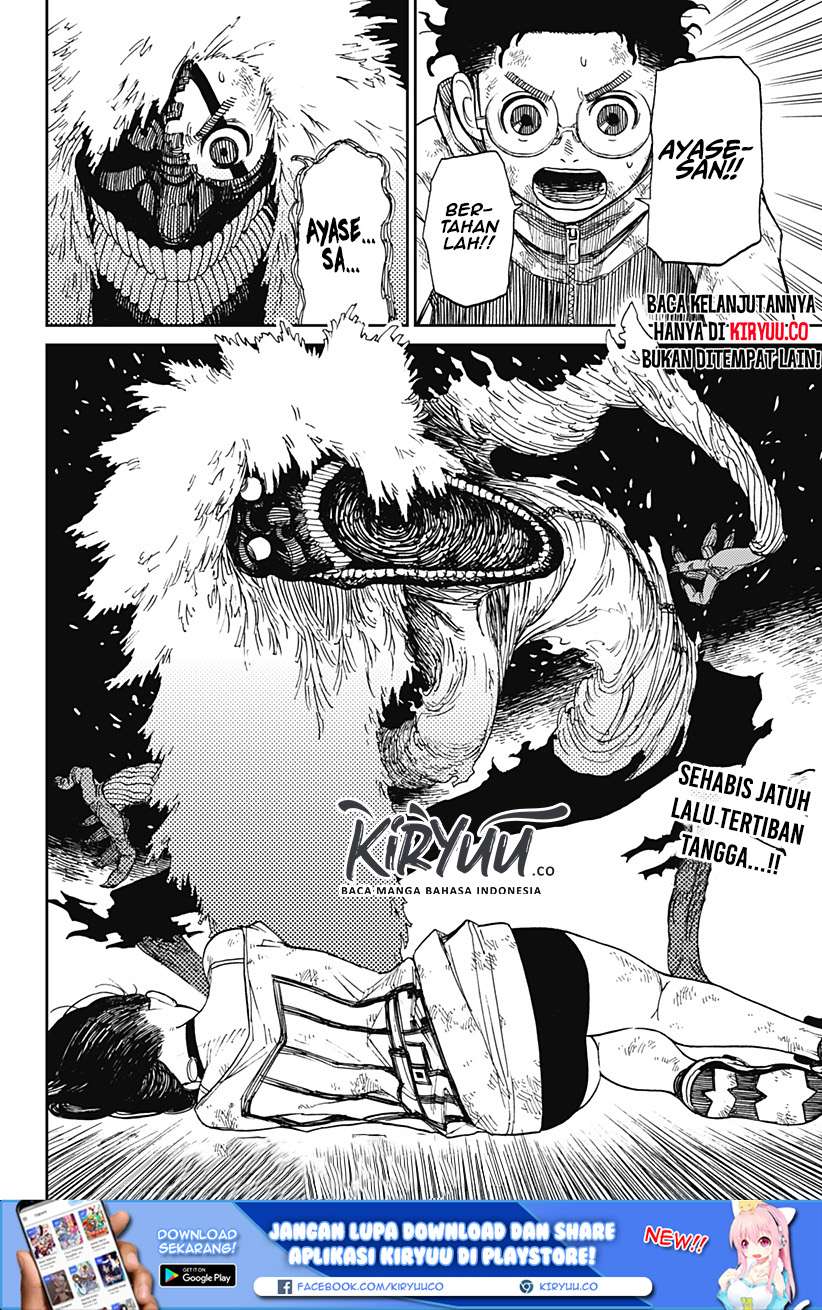 AYASE-
SAN!!
BER-
TAHAN
LAH!!
AYASE...
SA...
BACA KELANJUTANNYA
HANYA DI KIRYUU.CO
BUKAN DITEMPAT LAIN!
SEHABIS JATUH
LALU TERTIBAN
TANGGA...!!
KIRYUU.CO
BACA MANGA BAHASA INDONESIA
DOWNLOAD
SEKARANG!
GET IT ON
Google Play
JANGAN LUPA DOWNLOAD DAN SHARE
APLIKASI KIRYUU DI PLAYSTORE!
FACEBOOK.COM/KIRYUUCO
KIRYUU.CO
NEW!!